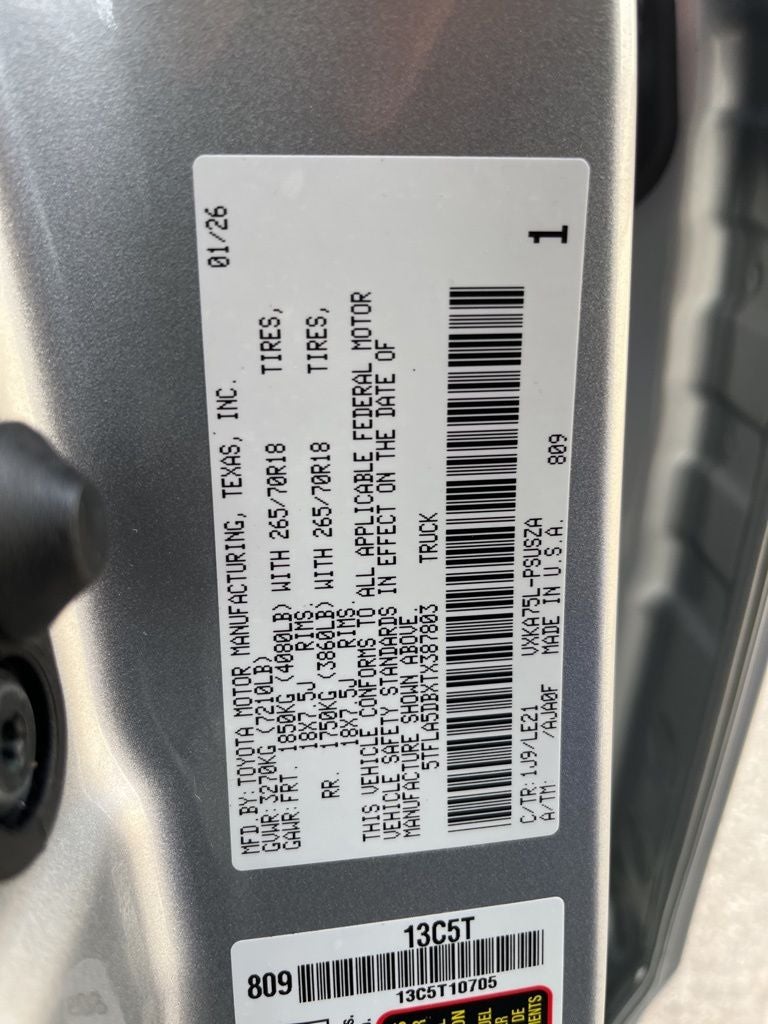 MFD BY: TOYOTA MOTOR MANUFACTURING, TEXAS, INC. 01/26
GVWR: 3270KG (7210LB)
GAWR: FRT. 1850KG (4080LB) WITH 265/70R18 TIRES,
18X7.5J RIMS.
RR. 1750KG (3860LB) WITH 265/70R18 TIRES,
18X7.5J RIMS.
THIS VEHICLE CONFORMS TO ALL APPLICABLE FEDERAL MOTOR
VEHICLE SAFETY STANDARDS IN EFFECT ON THE DATE OF
MANUFACTURE SHOWN ABOVE.
5TFLA5DBXTX387803 TRUCK
C/TR: 1J9/LE21 VXKA75L-PSUSZA
A/TM: /AJA0F MADE IN U.S.A. 809
1
13C5T
809
13C5T10705